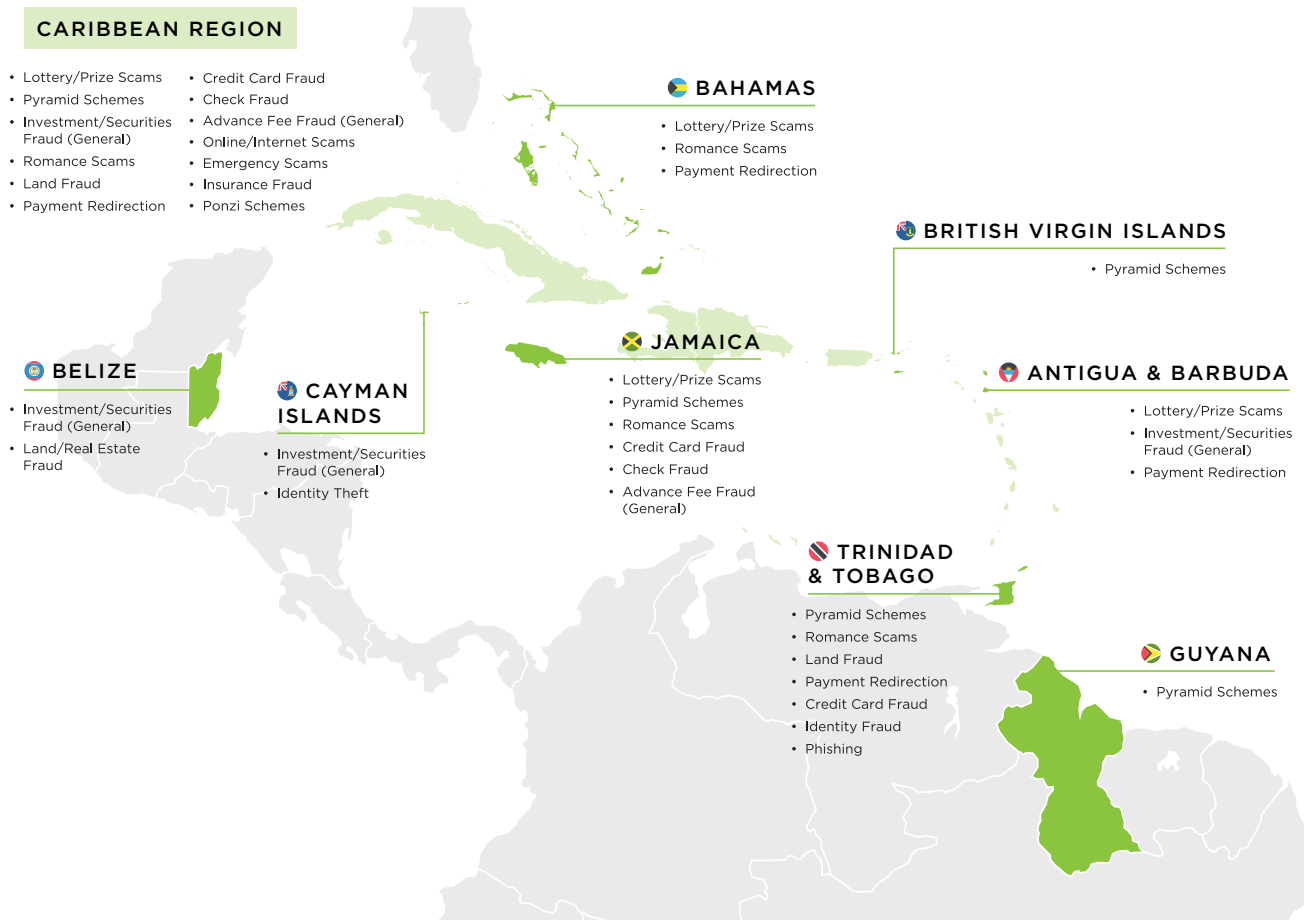 CARIBBEAN REGION
• Lottery/Prize Scams
• Pyramid Schemes
• Investment/Securities
Fraud (General)
• Romance Scams
• Land Fraud
• Payment Redirection
• Credit Card Fraud
• Check Fraud
• Advance Fee Fraud (General)
• Online/Internet Scams
• Emergency Scams
• Insurance Fraud
• Ponzi Schemes
BAHAMAS
• Lottery/Prize Scams
• Romance Scams
• Payment Redirection
BRITISH VIRGIN ISLANDS
• Pyramid Schemes
BELIZE
• Investment/Securities
Fraud (General)
• Land/Real Estate
Fraud
CAYMAN
ISLANDS
• Investment/Securities
Fraud (General)
• Identity Theft
JAMAICA
• Lottery/Prize Scams
• Pyramid Schemes
• Romance Scams
• Credit Card Fraud
• Check Fraud
• Advance Fee Fraud
(General)
ANTIGUA & BARBUDA
• Lottery/Prize Scams
• Investment/Securities
Fraud (General)
• Payment Redirection
TRINIDAD
& TOBAGO
• Pyramid Schemes
• Romance Scams
• Land Fraud
• Payment Redirection
• Credit Card Fraud
• Identity Fraud
• Phishing
GUYANA
• Pyramid Schemes